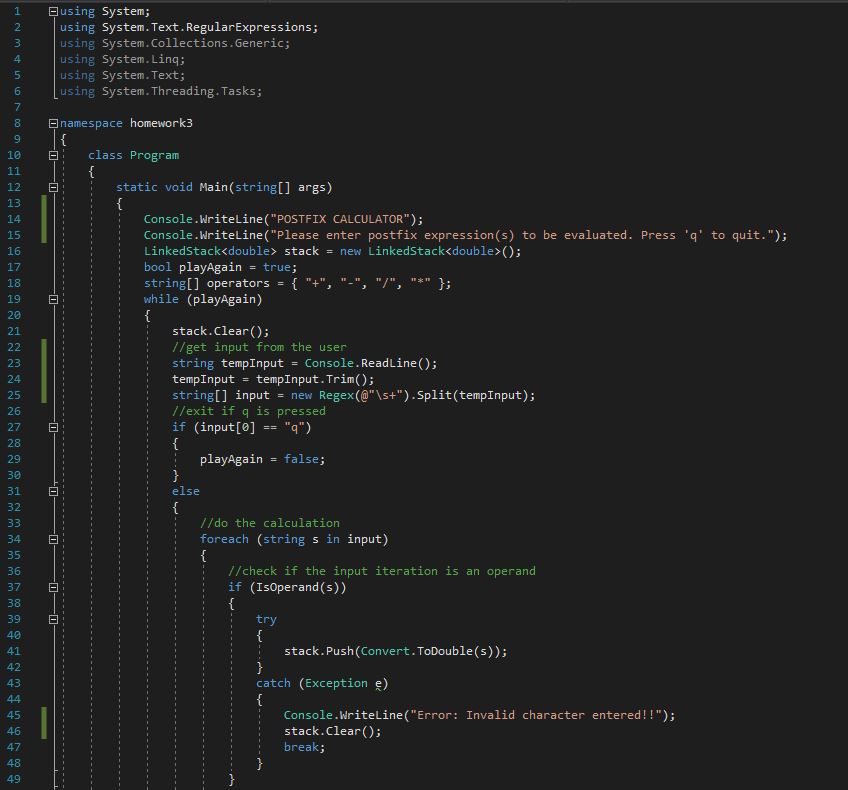 1 using System;
2 using System.Text.RegularExpressions;
3 using System.Collections.Generic;
4 using System.Linq;
5 using System.Text;
6 using System.Threading.Tasks;
7
8 namespace homework3
9 {
10 class Program
11 {
12 static void Main(string[] args)
13 {
14 Console.WriteLine("POSTFIX CALCULATOR");
15 Console.WriteLine("Please enter postfix expression(s) to be evaluated. Press 'q' to quit.");
16 LinkedStack<double> stack = new LinkedStack<double>();
17 bool playAgain = true;
18 string[] operators = { "+", "-", "/", "*" };
19 while (playAgain)
20 {
21 stack.Clear();
22 //get input from the user
23 string tempInput = Console.ReadLine();
24 tempInput = tempInput.Trim();
25 string[] input = new Regex(@"\s+").Split(tempInput);
26 //exit if q is pressed
27 if (input[0] == "q")
28 {
29 playAgain = false;
30 }
31 else
32 {
33 //do the calculation
34 foreach (string s in input)
35 {
36 //check if the input iteration is an operand
37 if (IsOperand(s))
38 {
39 try
40 {
41 stack.Push(Convert.ToDouble(s));
42 }
43 catch (Exception e)
44 {
45 Console.WriteLine("Error: Invalid character entered!!");
46 stack.Clear();
47 break;
48 }
49 }